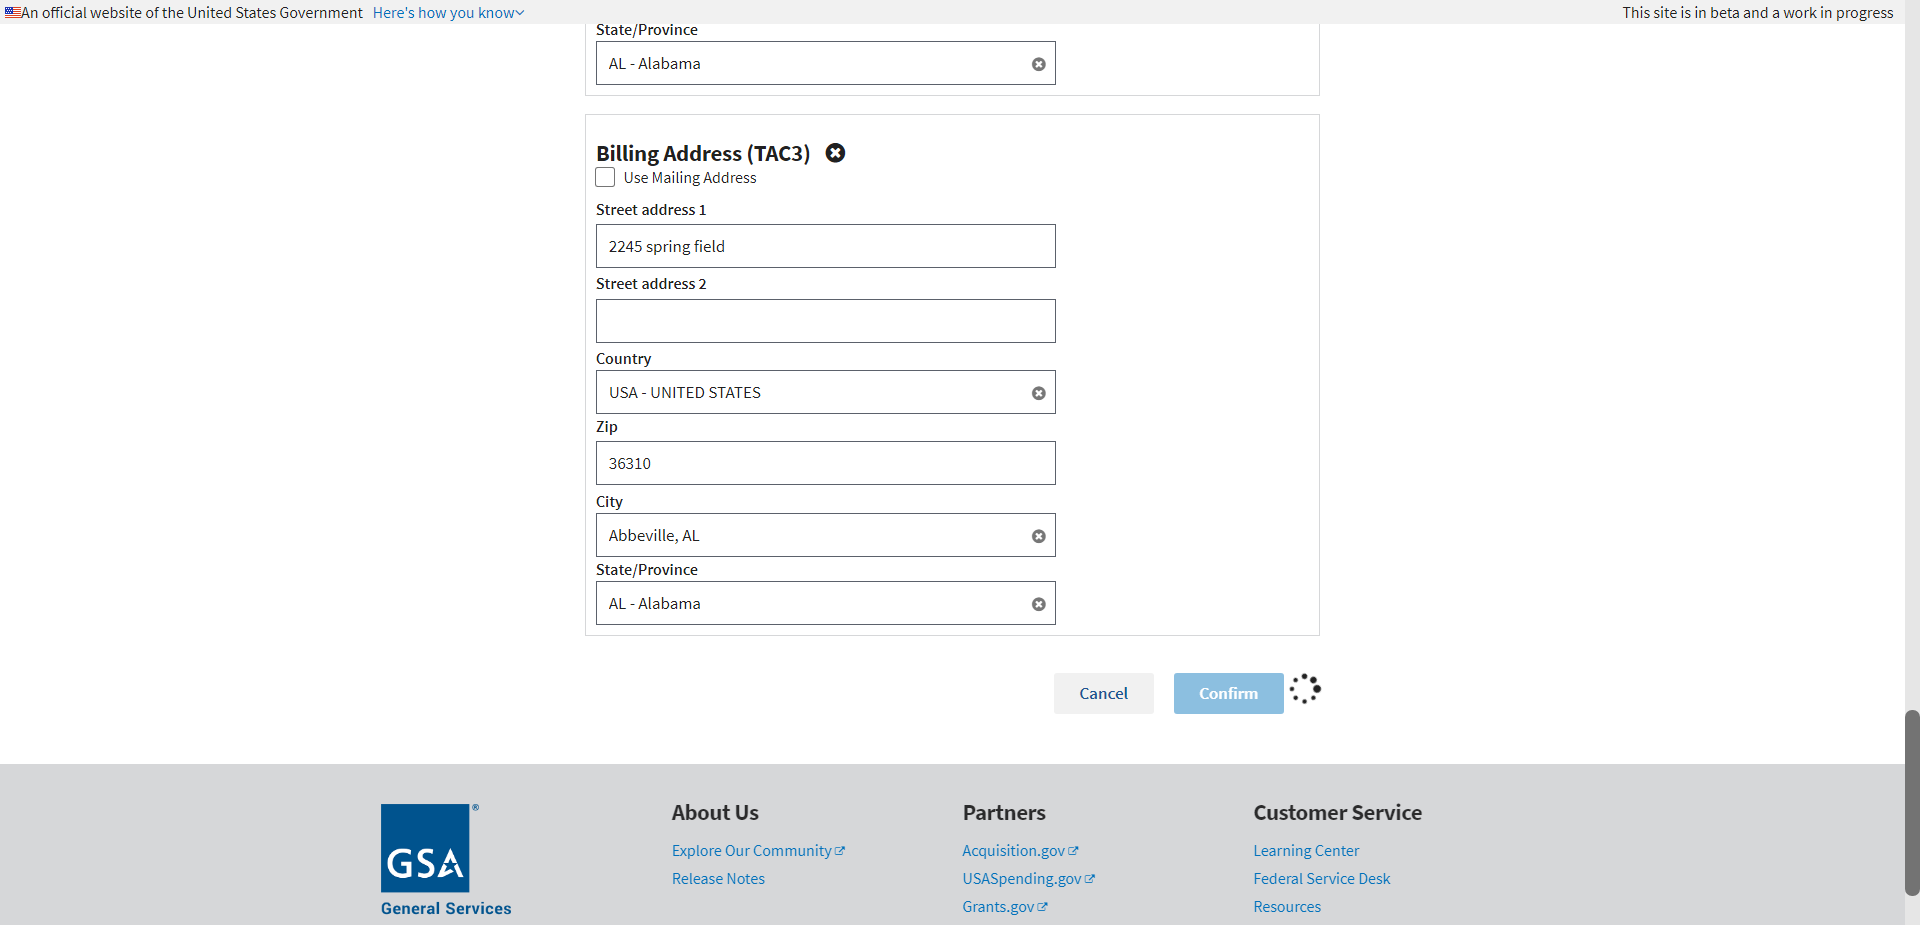 An official website of the United States Government Here's how you know
This site is in beta and a work in progress
State/Province
AL - Alabama
Billing Address (TAC3)
Use Mailing Address
Street address 1
2245 spring field
Street address 2
Country
USA - UNITED STATES
Zip
36310
City
Abbeville, AL
State/Province
AL - Alabama
Cancel
Confirm
GSA®
General Services
About Us
Explore Our Community
Release Notes
Partners
Acquisition.gov
USASpending.gov
Grants.gov
Customer Service
Learning Center
Federal Service Desk
Resources